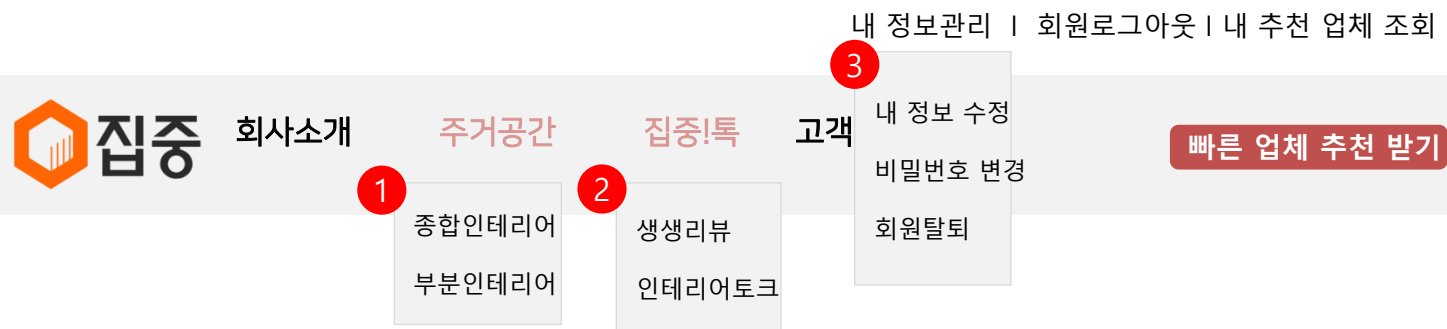 내 정보관리 ㅣ 회원로그아웃 l 내 추천 업체 조회
3
집중 회사소개 주거공간 집중!톡 고객 빠른 업체 추천 받기
내 정보 수정
비밀번호 변경
회원탈퇴
1
종합인테리어
부분인테리어
2
생생리뷰
인테리어토크